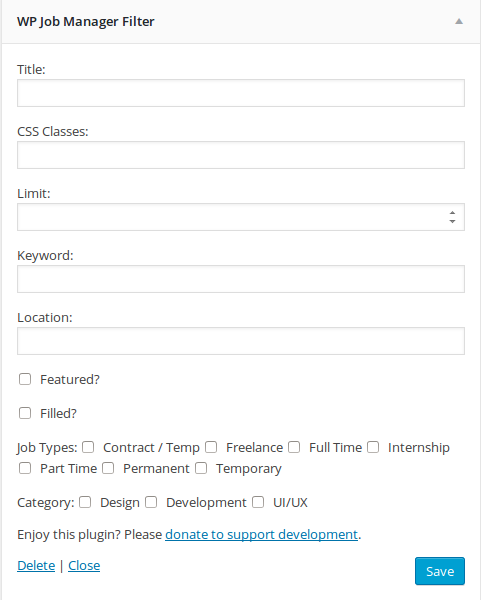 WP Job Manager Filter
Title:
CSS Classes:
Limit:
Keyword:
Location:
Featured?
Filled?
Job Types: Contract / Temp Freelance Full Time Internship
Part Time Permanent Temporary
Category: Design Development UI/UX
Enjoy this plugin? Please donate to support development.
Delete | Close Save